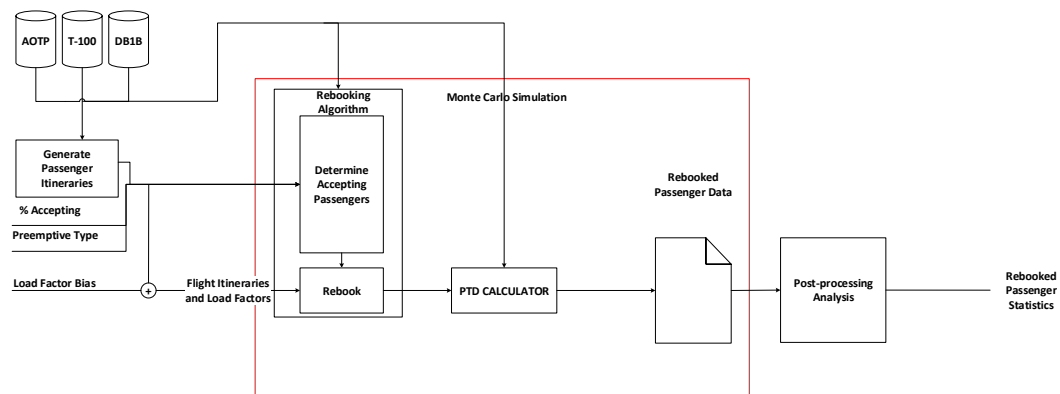 AOTP
T-100
DB1B
Rebooking
Algorithm
Monte Carlo Simulation
Generate
Passenger
Itineraries
Determine
Accepting
Passengers
Rebooked
Passenger Data
% Accepting
Preemptive Type
Load Factor Bias
+
Flight Itineraries
and Load Factors
Rebook
PTD CALCULATOR
Post-processing
Analysis
Rebooked
Passenger
Statistics